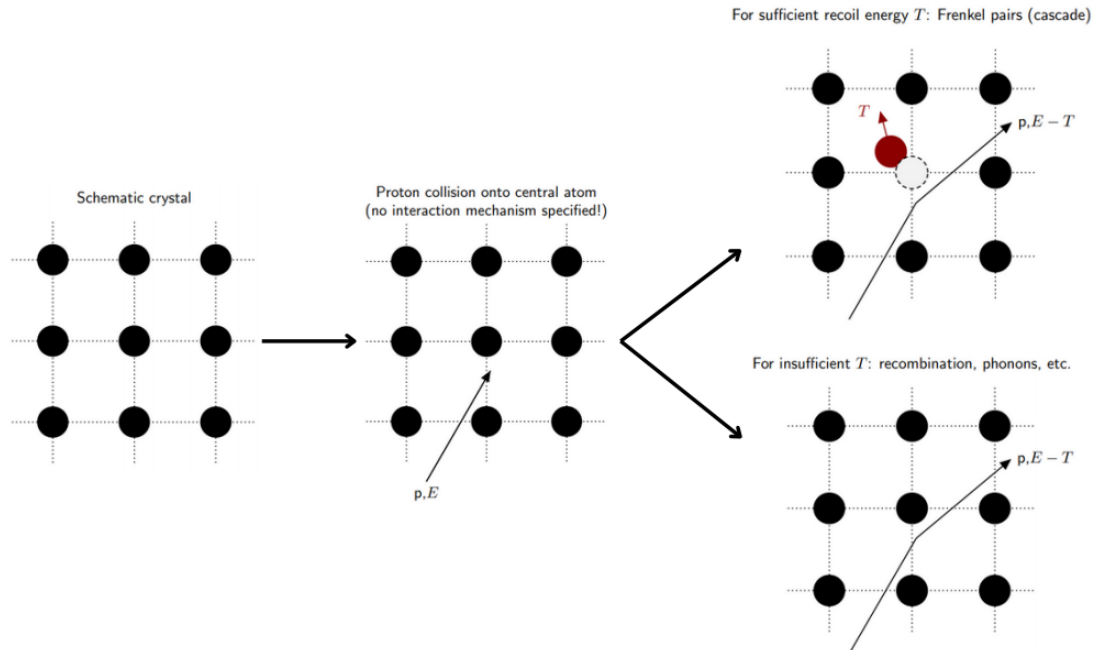 For sufficient recoil energy T: Frenkel pairs (cascade)
T
p,E − T
Schematic crystal
Proton collision onto central atom
(no interaction mechanism specified!)
p,E
For insufficient T: recombination, phonons, etc.
p,E − T